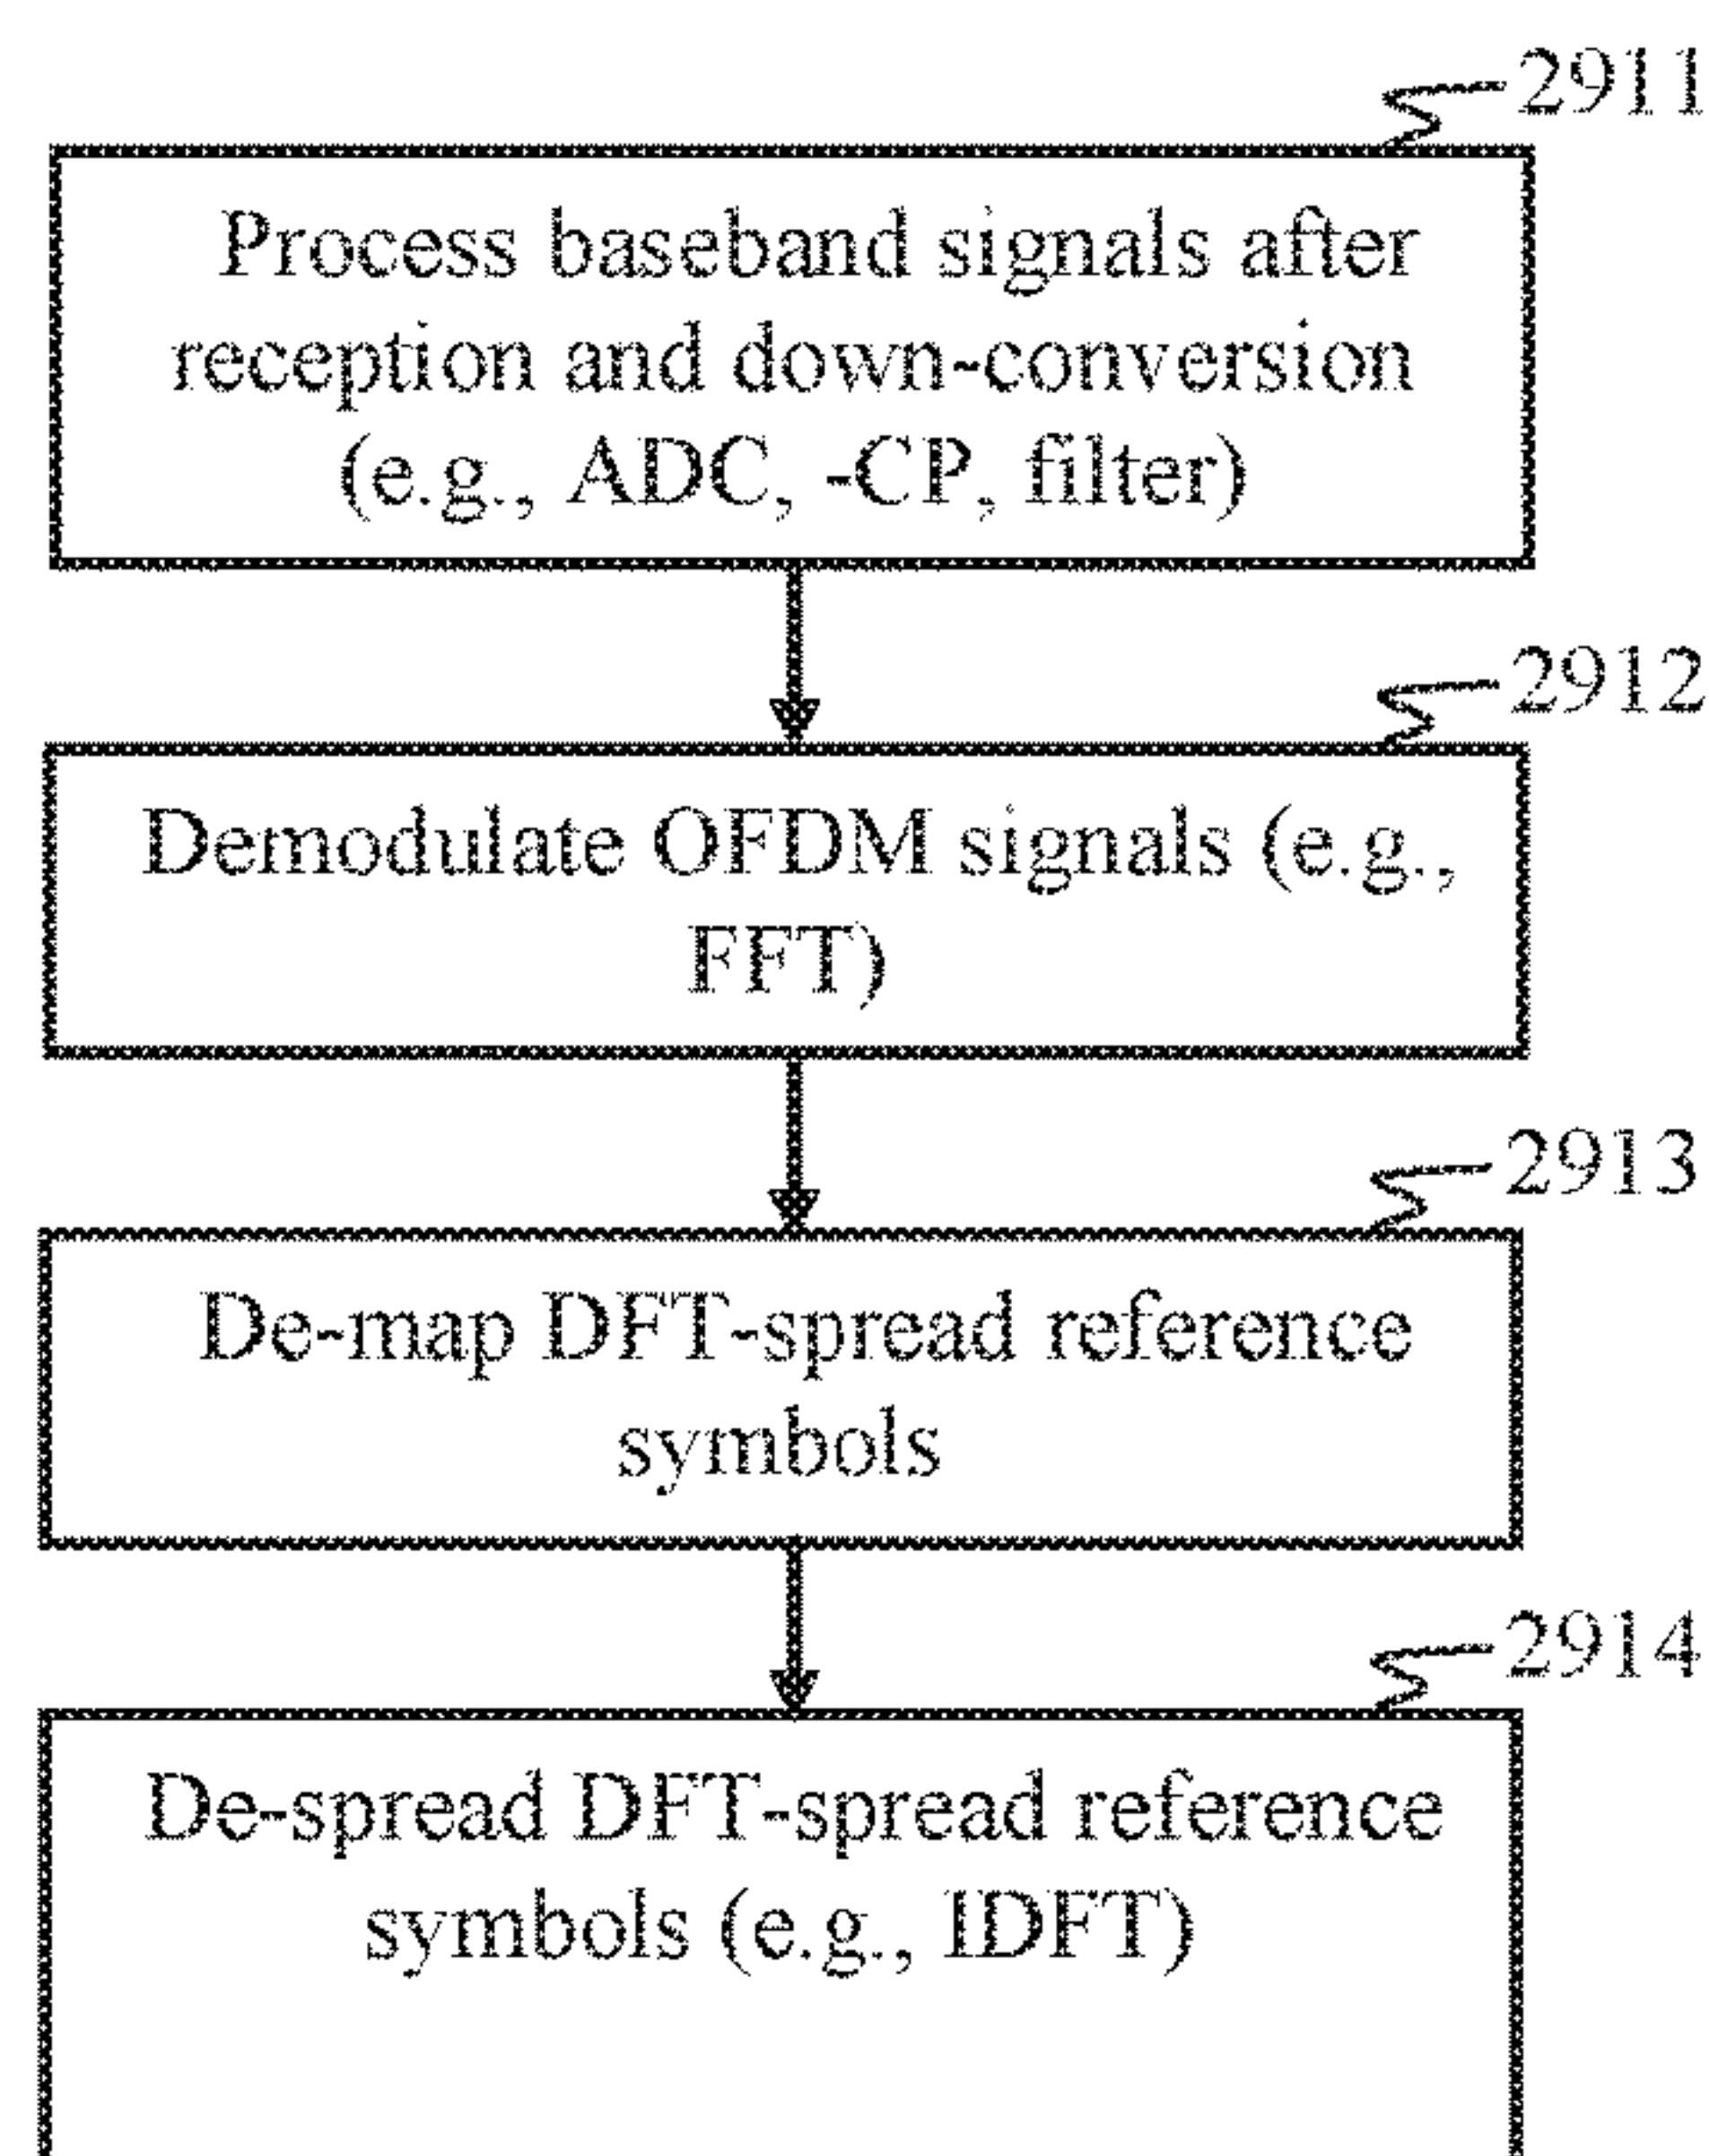 2911
Process baseband signals after
reception and down-conversion
(e.g., ADC, -CP, filter)
2912
Demodulate OFDM signals (e.g.,
FFT)
2913
De-map DFT-spread reference
symbols
2914
De-spread DFT-spread reference
symbols (e.g., IDFT)